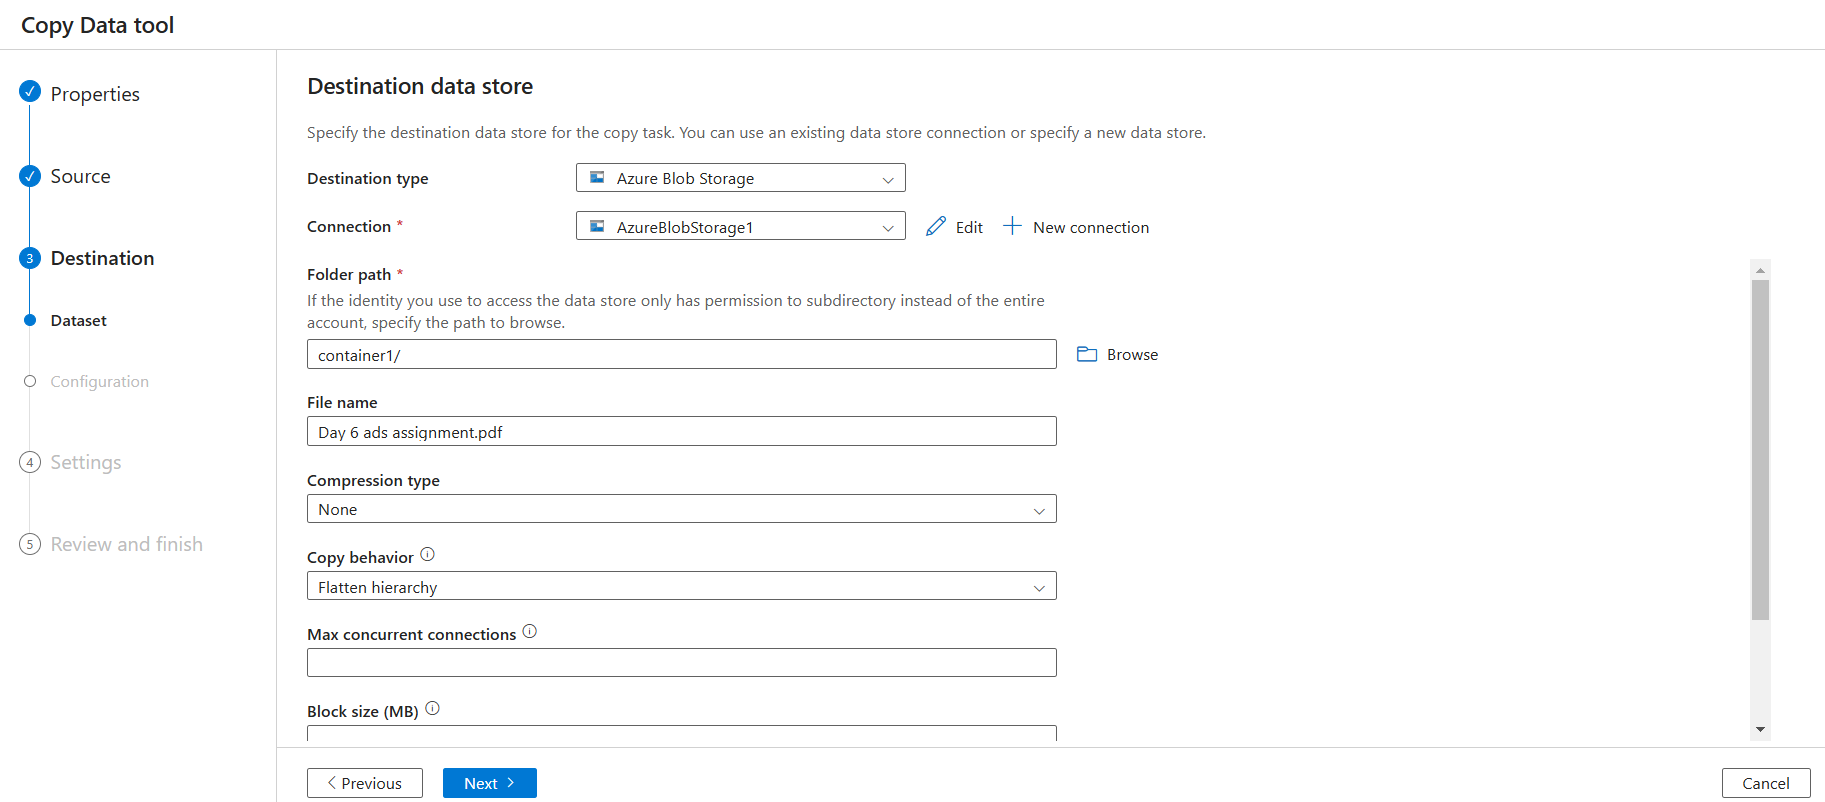 Copy Data tool
Properties
Source
3 Destination
Dataset
Configuration
4 Settings
5 Review and finish
Destination data store
Specify the destination data store for the copy task. You can use an existing data store connection or specify a new data store.
Destination type Azure Blob Storage
Connection * AzureBlobStorage1 Edit New connection
Folder path *
If the identity you use to access the data store only has permission to subdirectory instead of the entire
account, specify the path to browse.
container1/ Browse
File name
Day 6 ads assignment.pdf
Compression type
None
Copy behavior
Flatten hierarchy
Max concurrent connections
Block size (MB)
Previous Next Cancel